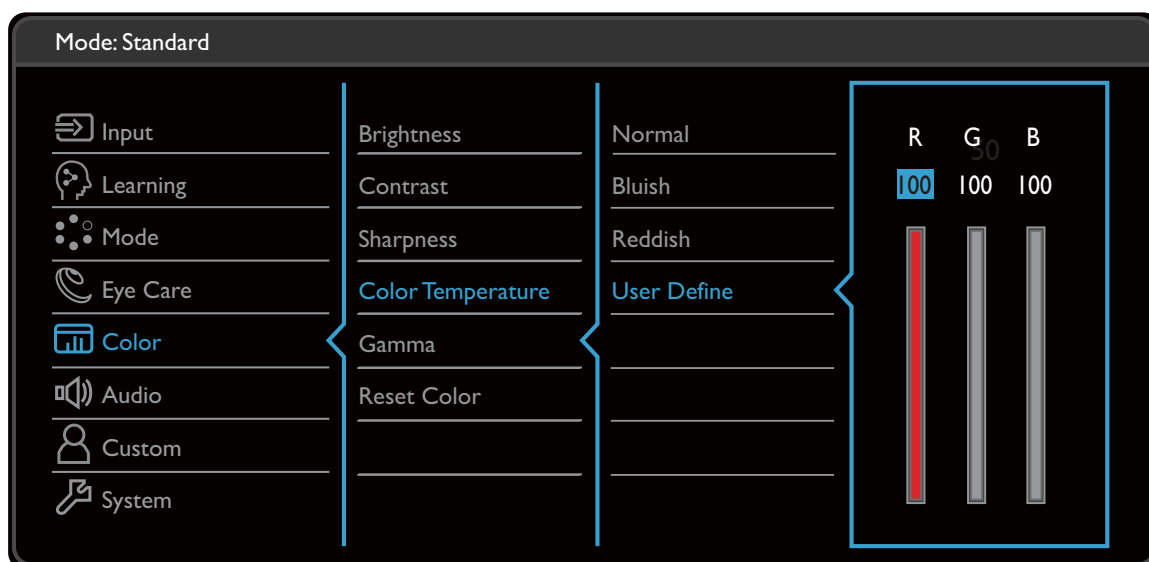 Mode: Standard
Input
Learning
Mode
Eye Care
Color
Audio
Custom
System
Brightness
Contrast
Sharpness
Color Temperature
Gamma
Reset Color
Normal
Bluish
Reddish
User Define
R G B
50
100 100 100